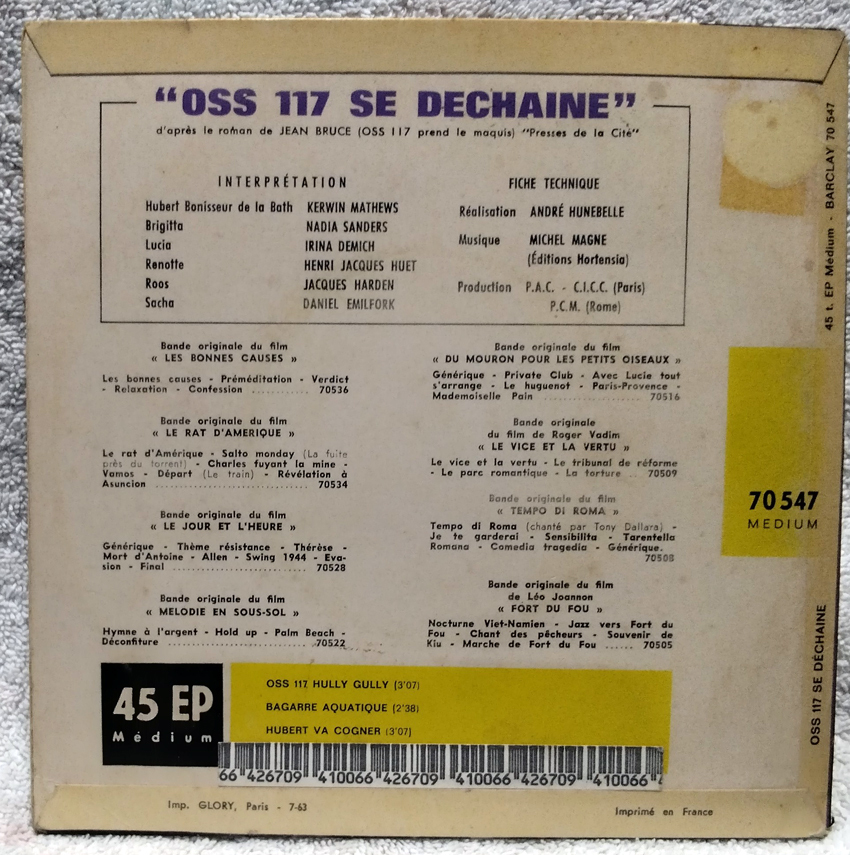 "OSS 117 SE DECHAINE"
d'après le roman de JEAN BRUCE (OSS 117 prend le maquis) "Presses de la Cité"
INTERPRÉTATION
Hubert Bonisseur de la Bath KERWIN MATHEWS
Brigitta NADIA SANDERS
Lucia IRINA DEMICH
Renotte HENRI JACQUES HUET
Roos JACQUES HARDEN
Sacha DANIEL EMILFORK
FICHE TECHNIQUE
Réalisation ANDRÉ HUNEBELLE
Musique MICHEL MAGNE
(Éditions Hortensia)
Production P.A.C. - C.I.C.C. (Paris)
P.C.M. (Rome)
Bande originale du film
« LES BONNES CAUSES »
Les bonnes causes - Préméditation - Verdict
- Relaxation - Confession ............ 70536
Bande originale du film
« LE RAT D'AMERIQUE »
Le rat d'Amérique - Salto monday (La fuite
près du torrent) - Charles fuyant la mine -
Vamos - Départ (Le train) - Révélation à
Asuncion ................................ 70534
Bande originale du film
« LE JOUR ET L'HEURE »
Générique - Thème résistance - Thérèse -
Mort d'Antoine - Allen - Swing 1944 - Eva-
sion - Final ............................ 70528
Bande originale du film
« MELODIE EN SOUS-SOL »
Hymne à l'argent - Hold up - Palm Beach -
Déconfiture ............................ 70522
Bande originale du film
« DU MOURON POUR LES PETITS OISEAUX »
Générique - Private Club - Avec Lucie tout
s'arrange - Le huguenot - Paris-Provence -
Mademoiselle Pain ...................... 70516
Bande originale
du film de Roger Vadim
« LE VICE ET LA VERTU »
Le vice et la vertu - Le tribunal de réforme
- Le parc romantique - La torture .. 70509
Bande originale du film
« TEMPO DI ROMA »
Tempo di Roma (chanté par Tony Dallara) -
Je te garderai - Sensibilita - Tarentella
Romana - Comedia tragedia - Générique.
70508
Bande originale du film
de Léo Joannon
« FORT DU FOU »
Nocturne Viet-Namien - Jazz vers Fort du
Fou - Chant des pêcheurs - Souvenir de
Kiu - Marche de Fort du Fou ...... 70505
45 t. EP Médium - BARCLAY 70 547
70 547
MEDIUM
OSS 117 SE DÉCHAINE
45 EP
Médium
OSS 117 HULLY GULLY (3'07)
BAGARRE AQUATIQUE (2'38)
HUBERT VA COGNER (3'07)
66 426709 410066 426709 410066 426709 410066
Imp. GLORY, Paris - 7-63
Imprimé en France